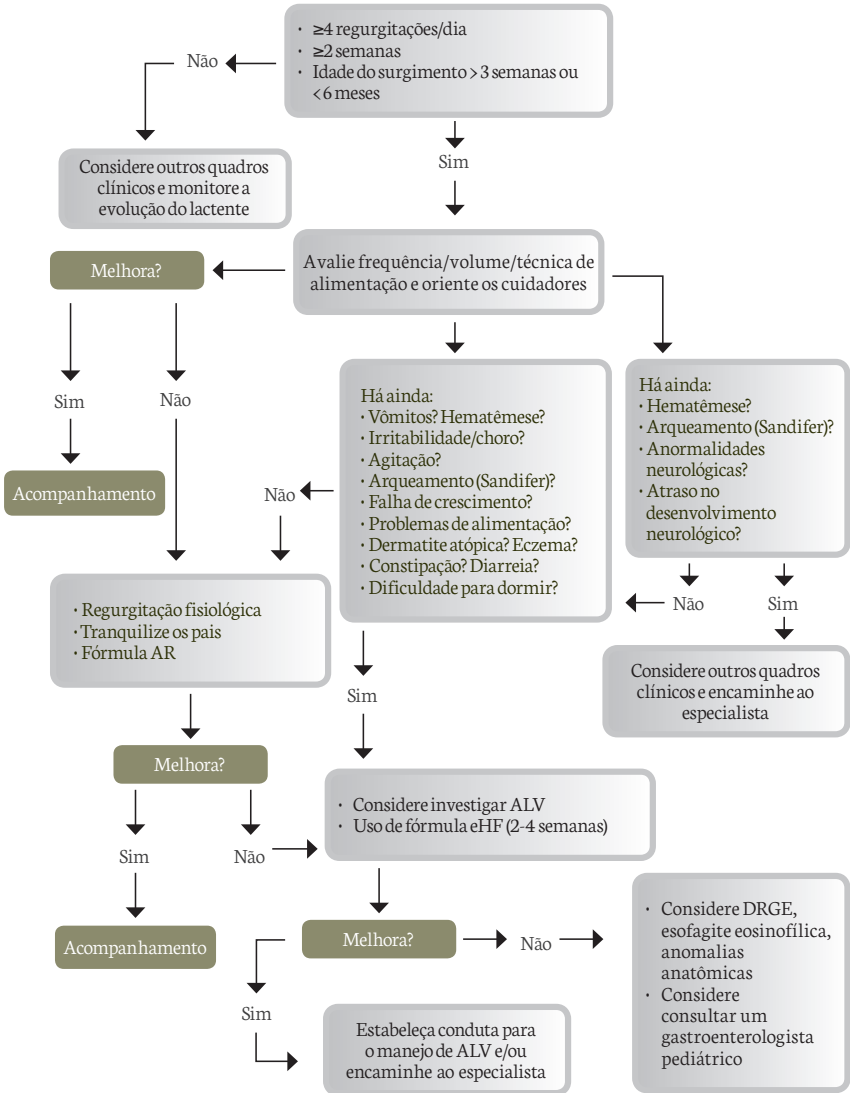 · ≥4 regurgitações/dia
· ≥2 semanas
· Idade do surgimento > 3 semanas ou
<6 meses
Não
Sim
Considere outros quadros
clínicos e monitore a
evolução do lactente
Melhora?
Avalie frequência/volume/técnica de
alimentação e oriente os cuidadores
Sim
Não
Acompanhamento
Há ainda:
· Vômitos? Hematêmese?
· Irritabilidade/choro?
· Agitação?
· Arqueamento (Sandifer)?
· Falha de crescimento?
· Problemas de alimentação?
· Dermatite atópica? Eczema?
· Constipação? Diarreia?
· Dificuldade para dormir?
Há ainda:
· Hematêmese?
· Arqueamento (Sandifer)?
· Anormalidades
neurológicas?
· Atraso no
desenvolvimento
neurológico?
Não
Não
Sim
· Regurgitação fisiológica
· Tranquilize os pais
· Fórmula AR
Sim
Considere outros quadros
clínicos e encaminhe ao
especialista
Melhora?
Sim
Não
Acompanhamento
· Considere investigar ALV
· Uso de fórmula eHF (2-4 semanas)
Melhora?
Não
Sim
· Considere DRGE,
esofagite eosinofílica,
anomalias
anatômicas
· Considere
consultar um
gastroenterologista
pediátrico
Estabeleça conduta para
o manejo de ALV e/ou
encaminhe ao especialista